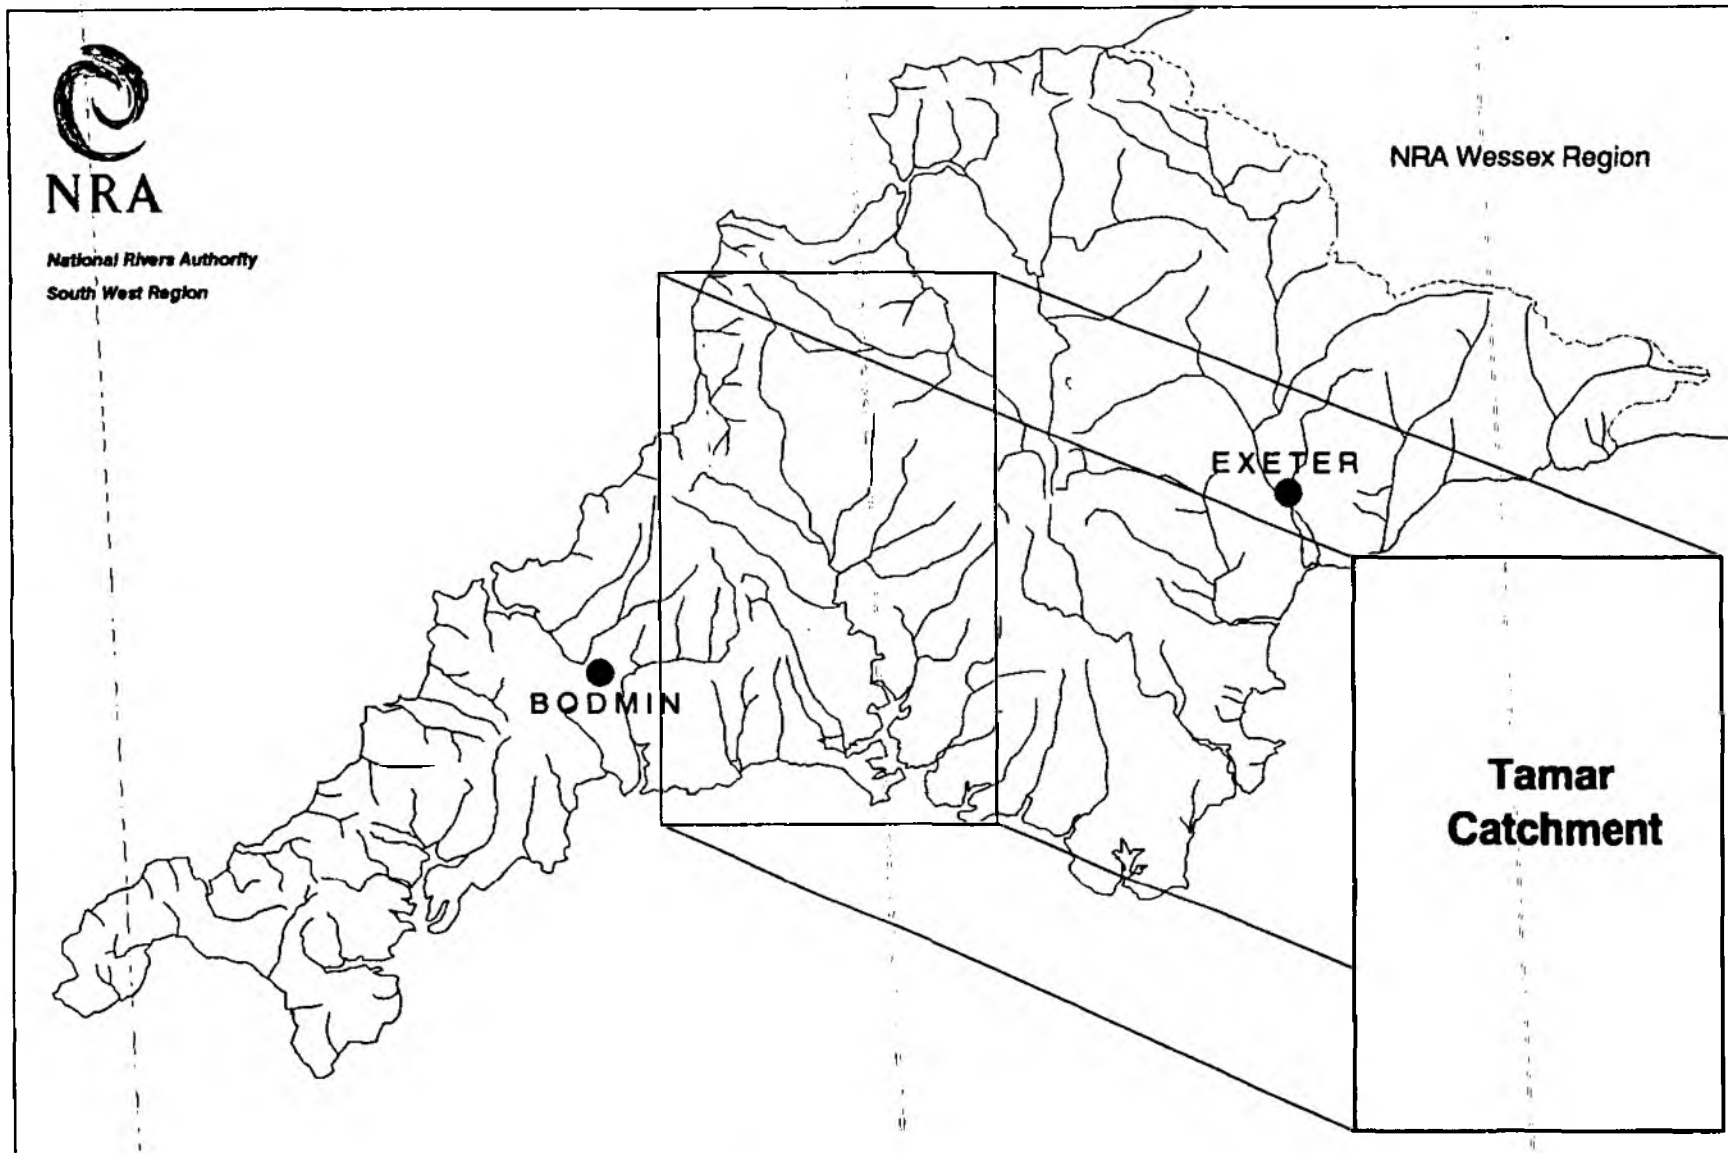 NRA
National Rivers Authority
South West Region
NRA Wessex Region
EXETER
BODMIN
Tamar
Catchment